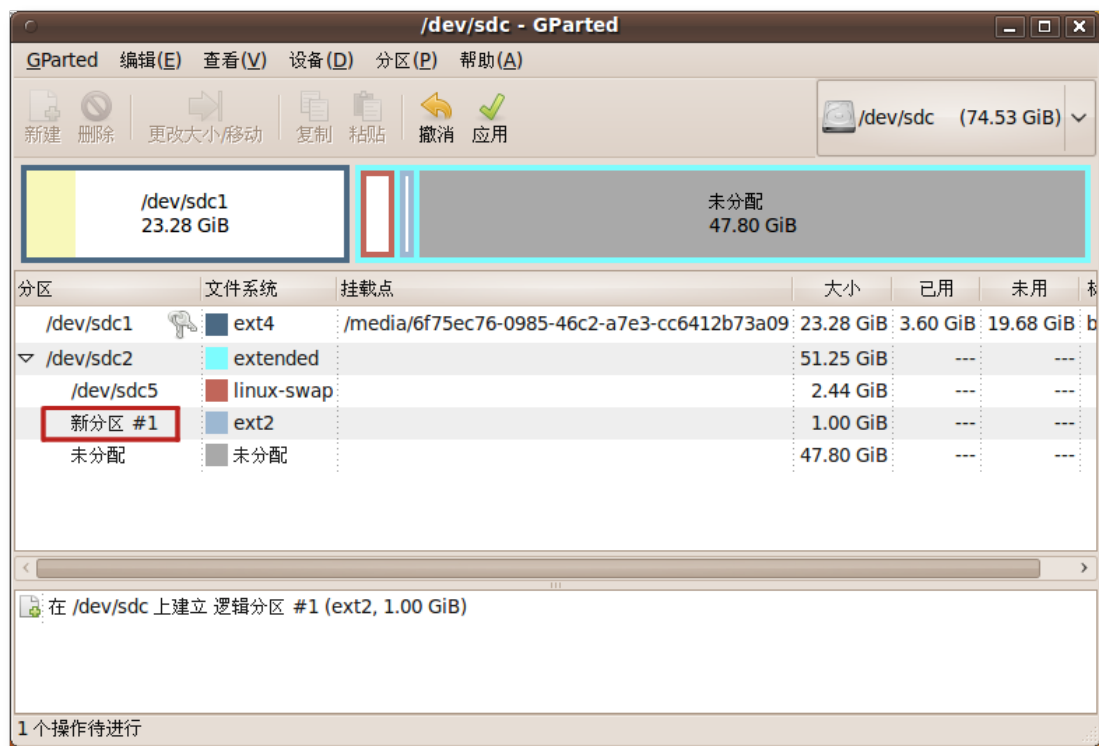 /dev/sdc - GParted
GParted 编辑(E) 查看(V) 设备(D) 分区(P) 帮助(A)
新建 删除 更改大小/移动 复制 粘贴 撤消 应用 /dev/sdc (74.53 GiB)
/dev/sdc1
23.28 GiB
未分配
47.80 GiB
分区 文件系统 挂载点 大小 已用 未用
/dev/sdc1 ext4 /media/6f75ec76-0985-46c2-a7e3-cc6412b73a09 23.28 GiB 3.60 GiB 19.68 GiB b
/dev/sdc2 extended 51.25 GiB --- ---
/dev/sdc5 linux-swap 2.44 GiB --- ---
新分区 #1 ext2 1.00 GiB --- ---
未分配 未分配 47.80 GiB --- ---
在 /dev/sdc 上建立 逻辑分区 #1 (ext2, 1.00 GiB)
1 个操作待进行